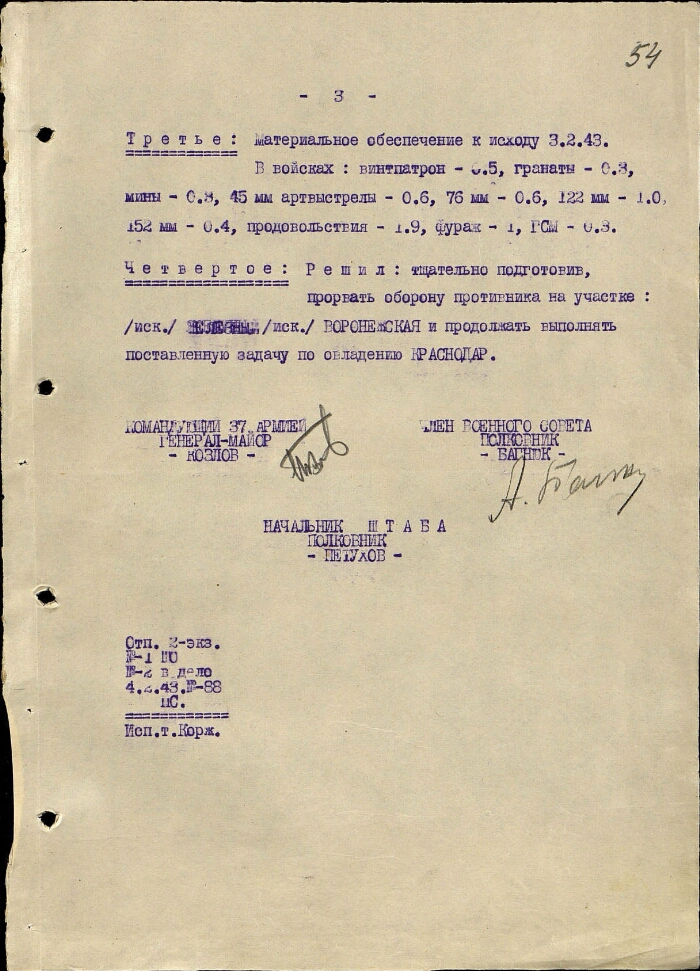 54
- 3 -
Третье: Материальное обеспечение к исходу 3.2.43.
В войсках : винтпатрон - 0.5, гранаты - 0.3,
мины - 0.3, 45 мм артвыстрелы - 0.6, 76 мм - 0.6, 122 мм - 1.0,
152 мм - 0.4, продовольствия - 1.9, фураж - 1, ГСМ - 0.3.
Четвертое: Решил: тщательно подготовив,
прорвать оборону противника на участке :
/иск./ /иск./ ВОРОНЕЖСКАЯ и продолжать выполнять
поставленную задачу по овладению КРАСНОДАР.
КОМАНДУЮЩИЙ 37 АРМИЕЙ
ГЕНЕРАЛ-МАЙОР
- КОЗЛОВ -
ЧЛЕН ВОЕННОГО СОВЕТА
ПОЛКОВНИК
- БАГНЮК -
НАЧАЛЬНИК ШТАБА
ПОЛКОВНИК
- ПЕТУХОВ -
Отп. 2-экз.
№-1
№-2 в дело
4.2.43.№-88
Исп.т.Корж.